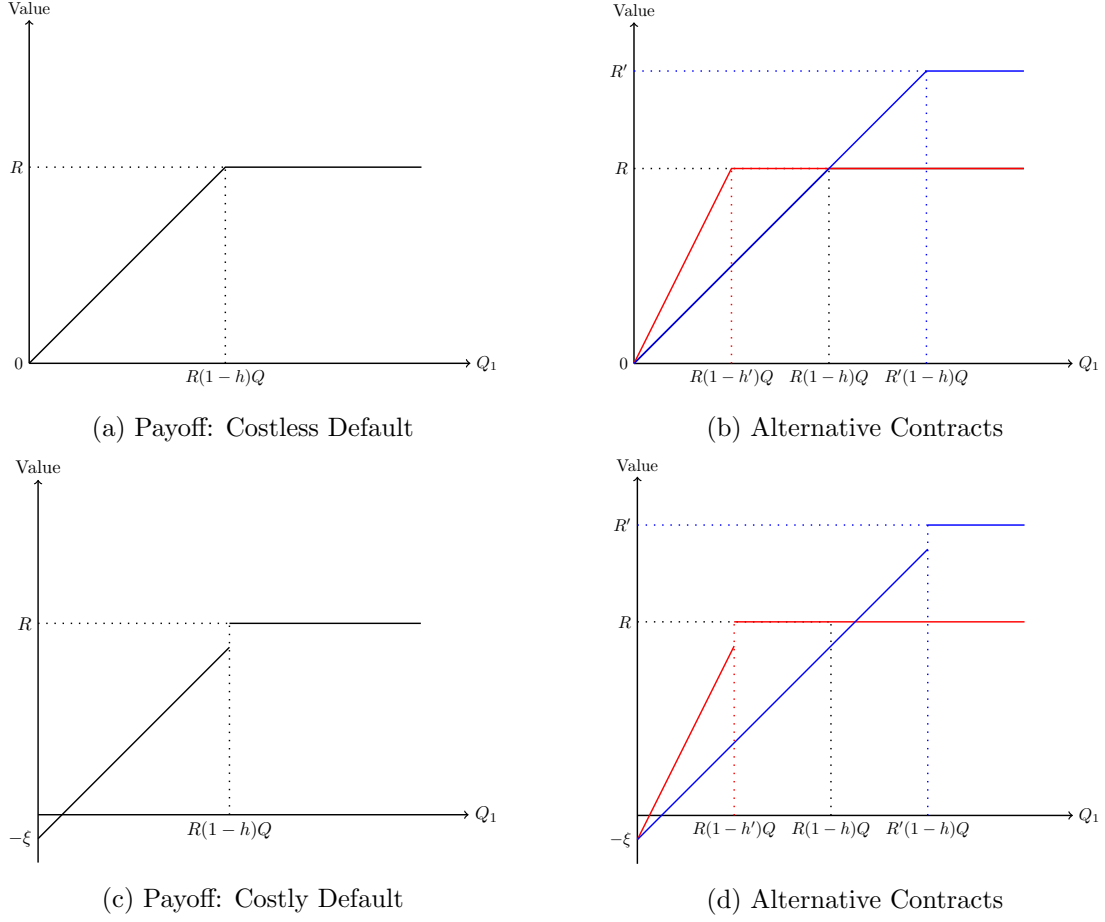 Value
R
0
R(1 − h)Q
Q₁
(a) Payoff: Costless Default
Value
R′
R
0
R(1 − h′)Q
R(1 − h)Q
R′(1 − h)Q
Q₁
(b) Alternative Contracts
Value
R
−ξ
R(1 − h)Q
Q₁
(c) Payoff: Costly Default
Value
R′
R
−ξ
R(1 − h′)Q
R(1 − h)Q
R′(1 − h)Q
Q₁
(d) Alternative Contracts